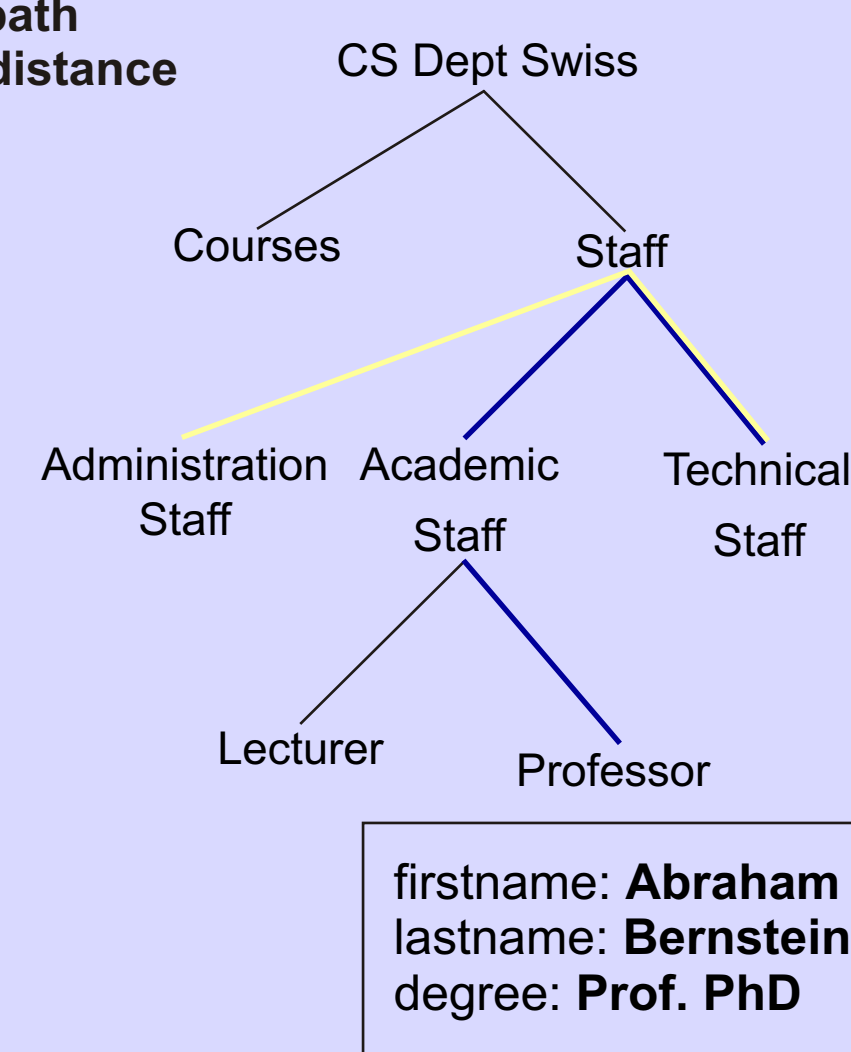 path
distance
CS Dept Swiss
Courses
Staff
Administration
Staff
Academic
Staff
Technical
Staff
Lecturer
Professor
firstname: Abraham
lastname: Bernstein
degree: Prof. PhD